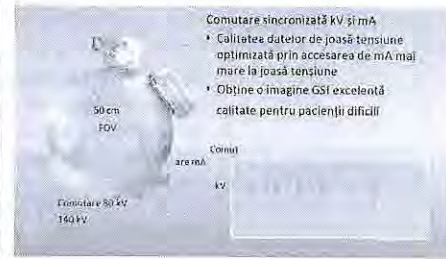 Comutare sincronizată kV și mA
• Calitatea datelor de joasă tensiune
optimizată prin accesarea de mA mai
mare la joasă tensiune
• Obține o imagine GSI excelentă
calitate pentru pacienții dificili
50 cm
FOV
Comut
are mA
kV
Comutare 80 kV
140 kV